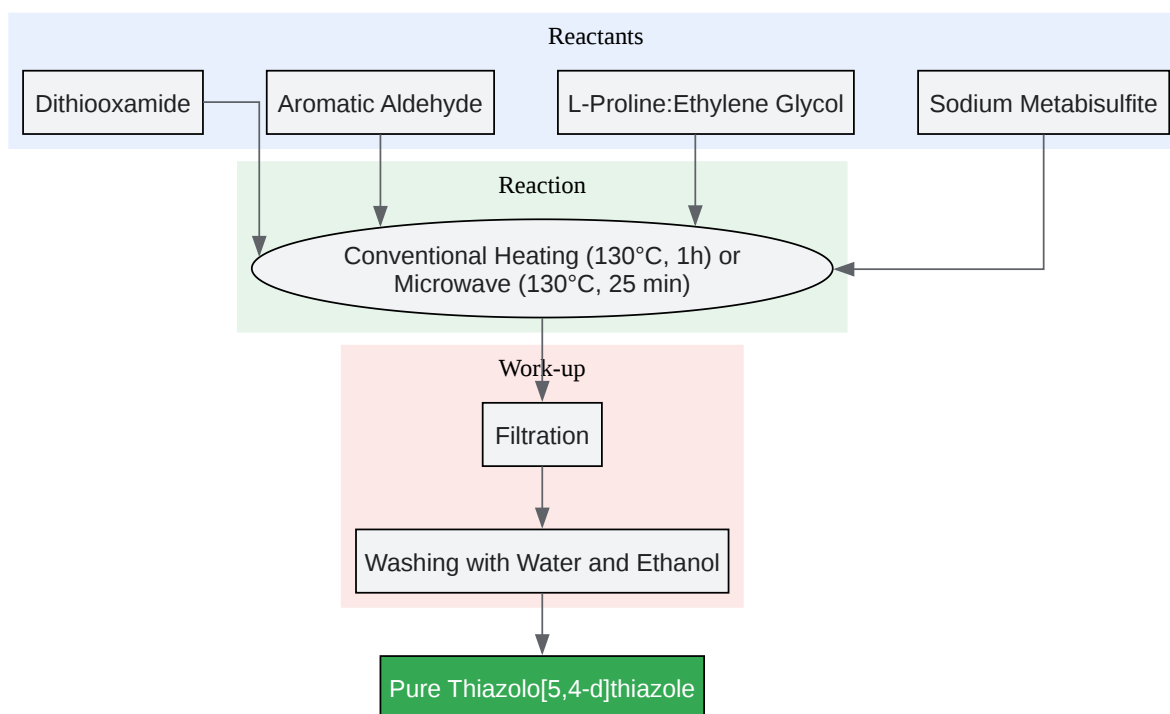 Reactants
Dithiooxamide
Aromatic Aldehyde
L-Proline:Ethylene Glycol
Sodium Metabisulfite
Reaction
Conventional Heating (130°C, 1h) or
Microwave (130°C, 25 min)
Work-up
Filtration
Washing with Water and Ethanol
Pure Thiazolo[5,4-d]thiazole